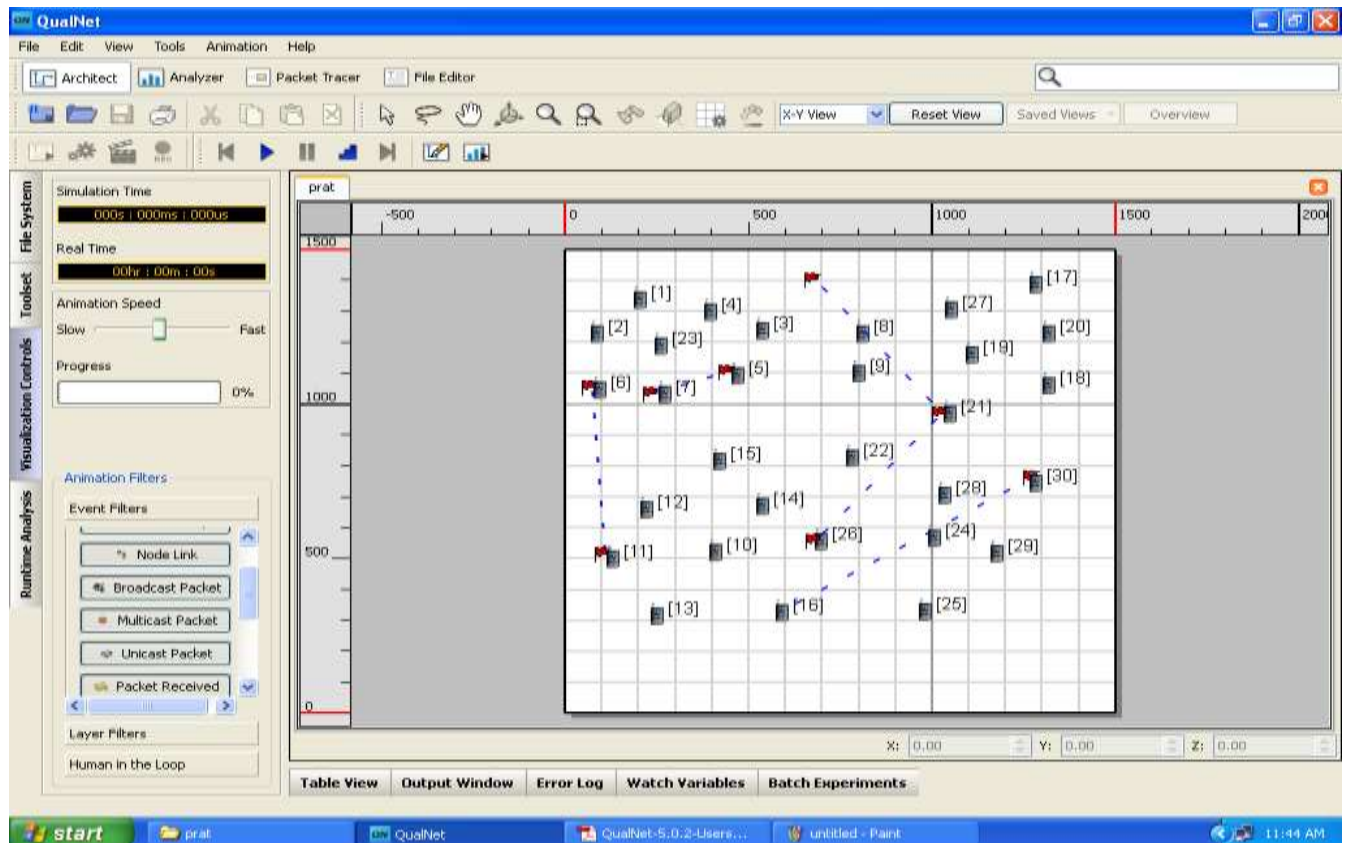 QualNet
File Edit View Tools Animation Help
Architect Analyzer Packet Tracer File Editor
X-Y View Reset View Saved Views Overview
File System
Toolset
Visualization Controls
Runtime Analysis
Simulation Time
000s : 000ms : 000us
Real Time
00hr : 00m : 00s
Animation Speed
Slow Fast
Progress
0%
Animation Filters
Event Filters
Node Link
Broadcast Packet
Multicast Packet
Unicast Packet
Packet Received
Layer Filters
Human in the Loop
prat
-500 0 500 1000 1500 200
1500
1000
500
0
[17]
[1]
[4]
[27]
[2]
[23]
[3]
[8]
[20]
[19]
[5]
[9]
[6]
[7]
[18]
[21]
[15]
[22]
[30]
[28]
[12]
[14]
[26]
[24]
[11]
[10]
[29]
[13]
[16]
[25]
X: 0.00 Y: 0.00 Z: 0.00
Table View Output Window Error Log Watch Variables Batch Experiments
start prat QualNet QualNet-5.0.2-Users... untitled - Paint 11:44 AM